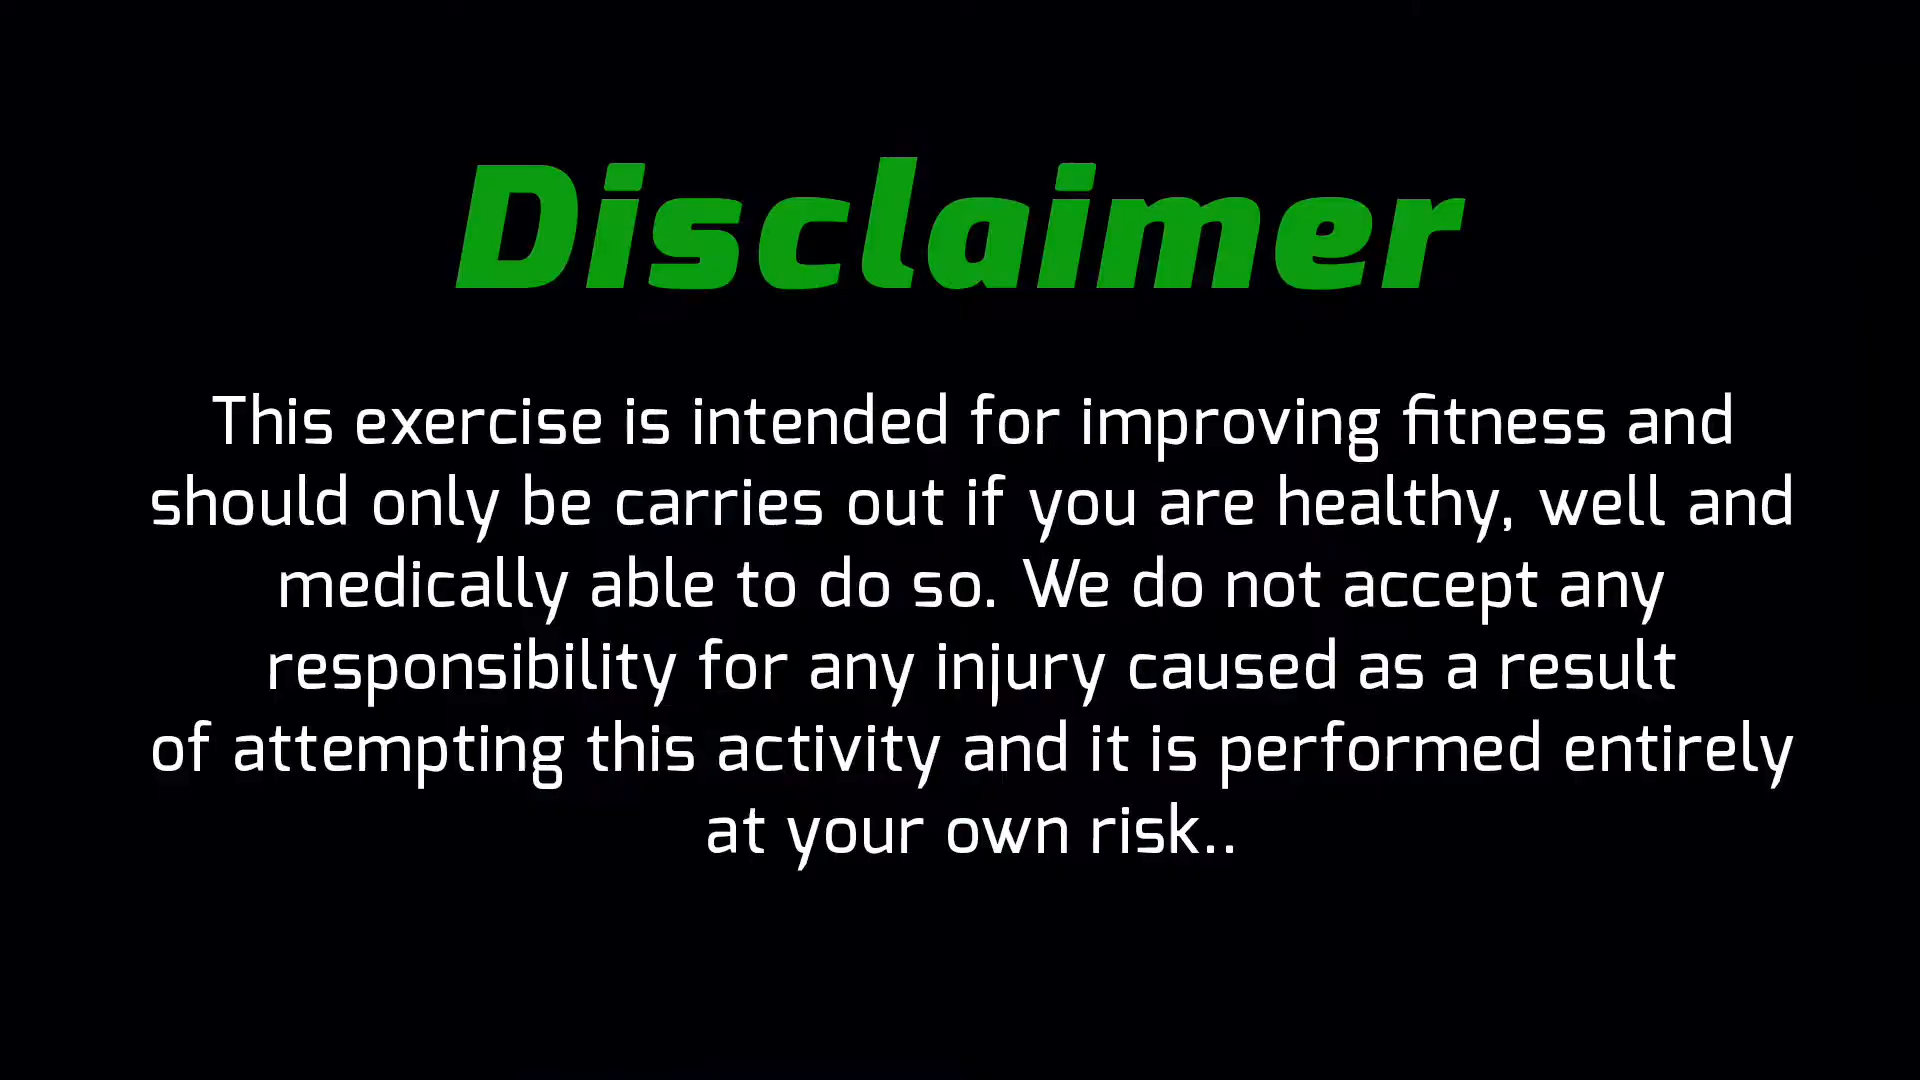 Disclaimer
This exercise is intended for improving fitness and
should only be carries out if you are healthy, well and
medically able to do so. We do not accept any
responsibility for any injury caused as a result
of attempting this activity and it is performed entirely
at your own risk..